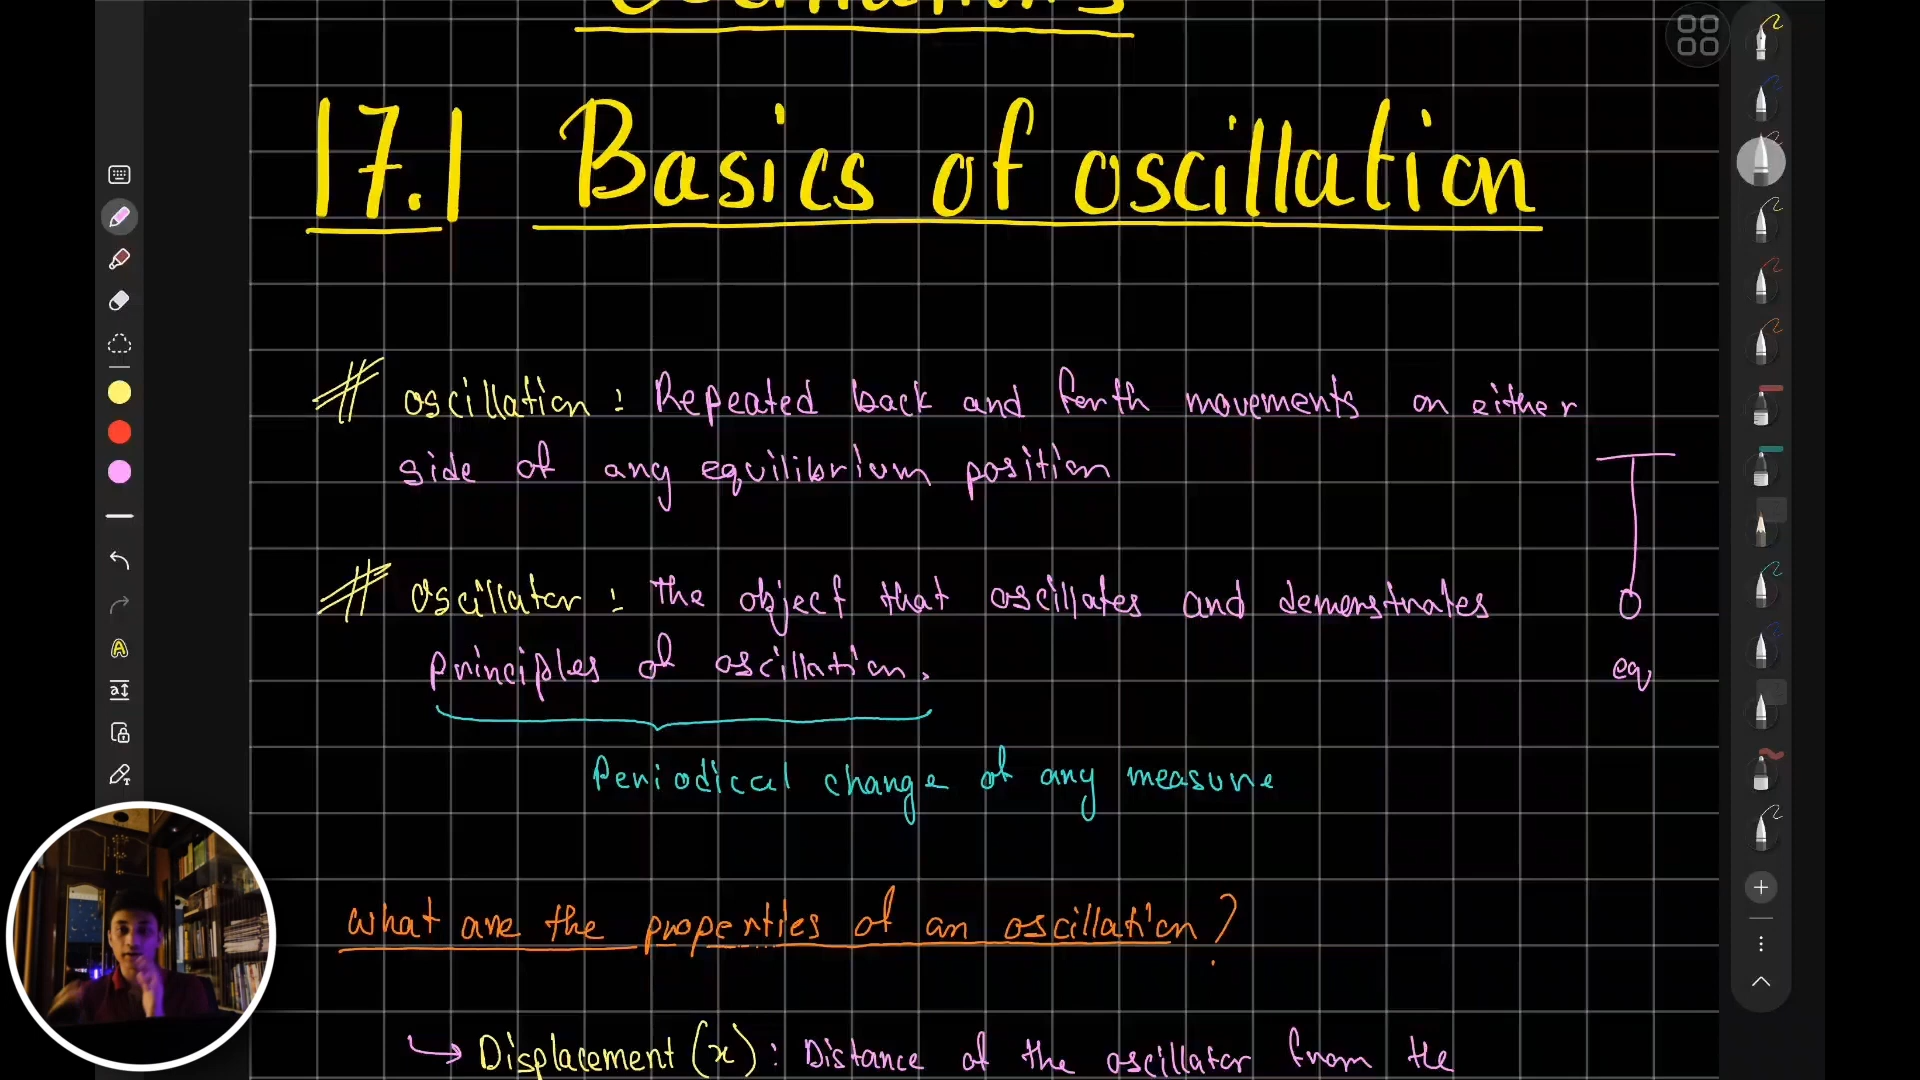 Oscillations
17.1 Basics of oscillation
# oscillation : Repeated back and forth movements on either
side of any equilibrium position
# Oscillator : The object that oscillates and demonstrates
principles of oscillation.
eq
Periodical change of any measure
What are the properties of an oscillation?
↳ Displacement (x) : Distance of the oscillator from the